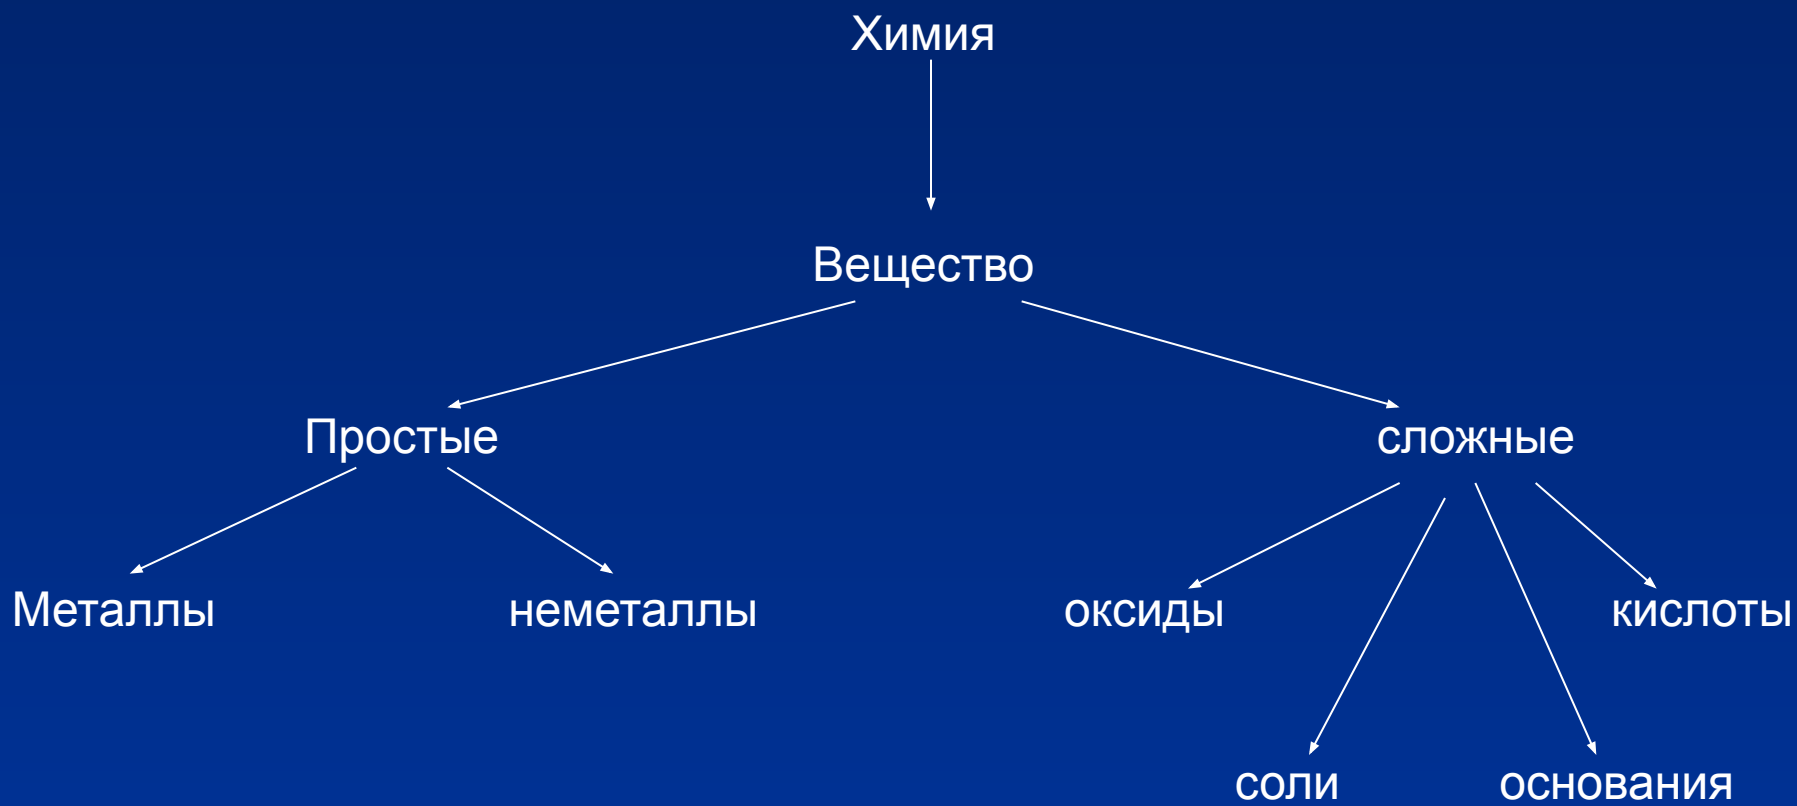 Химия
Вещество
Простые
сложные
Металлы
неметаллы
оксиды
кислоты
соли
основания